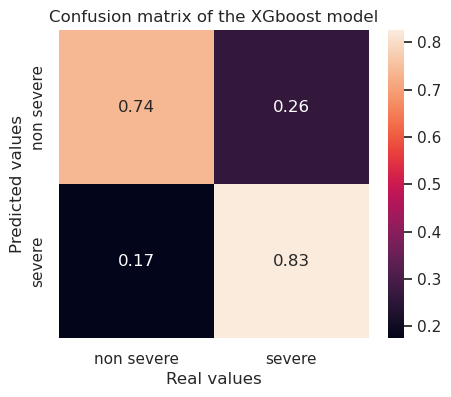 Confusion matrix of the XGboost model
Predicted values
non severe
severe
0.74
0.26
0.17
0.83
non severe
severe
Real values
0.8
0.7
0.6
0.5
0.4
0.3
0.2